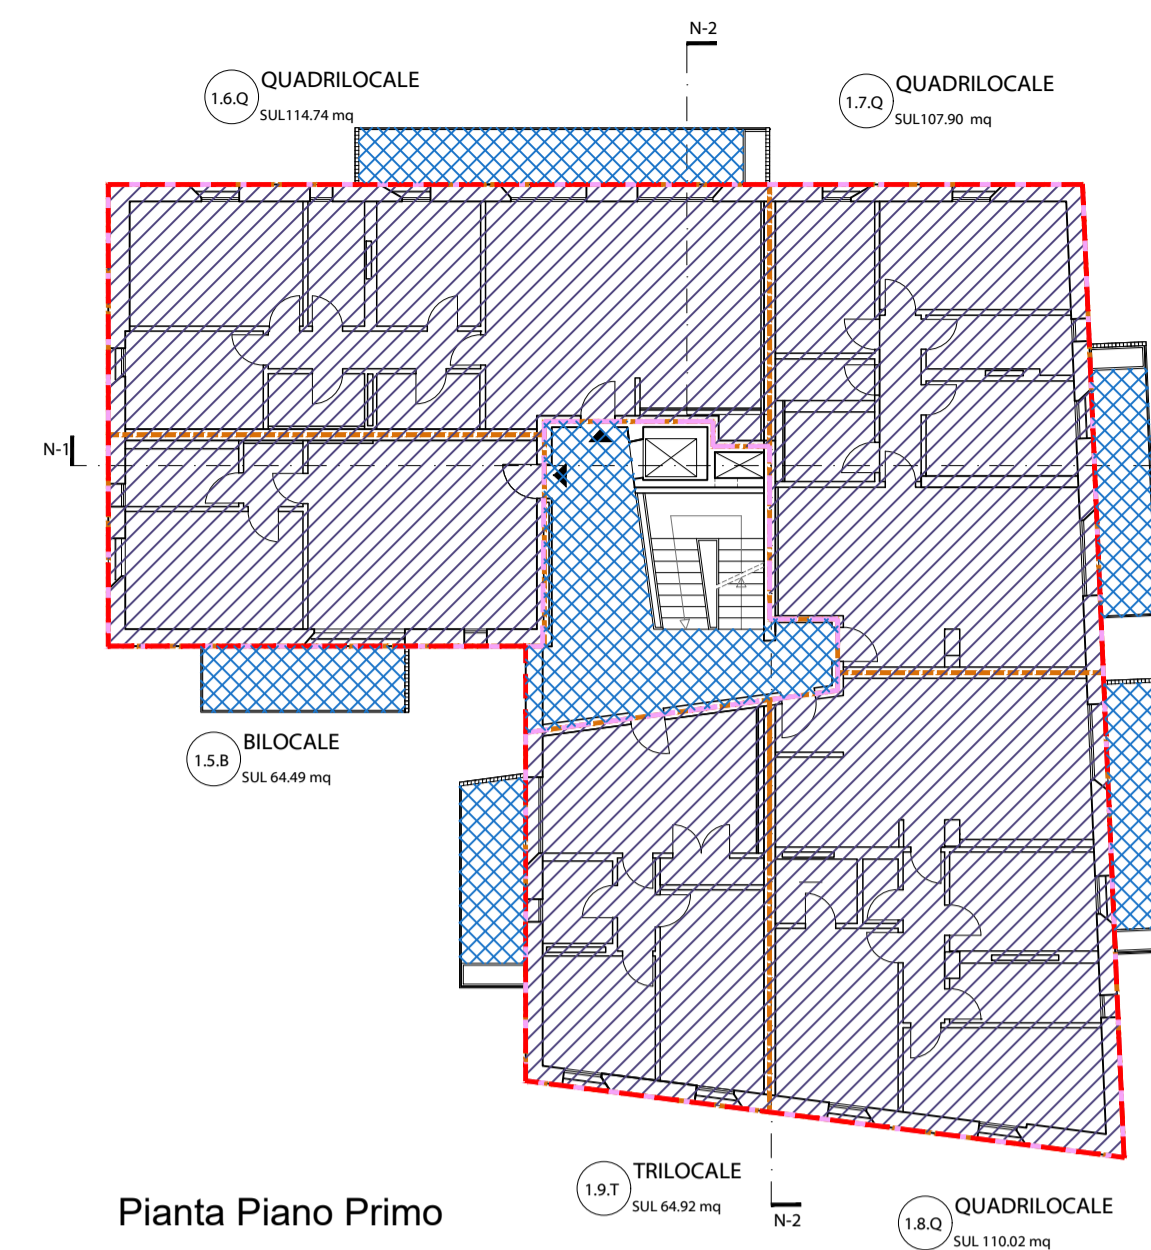 N-2
1.6.Q
QUADRILOCALE
SUL114.74 mq
1.7.Q
QUADRILOCALE
SUL107.90 mq
N-1
1.5.B
BILOCALE
SUL 64.49 mq
1.9.T
TRILOCALE
SUL 64.92 mq
N-2
1.8.Q
QUADRILOCALE
SUL 110.02 mq
Pianta Piano Primo